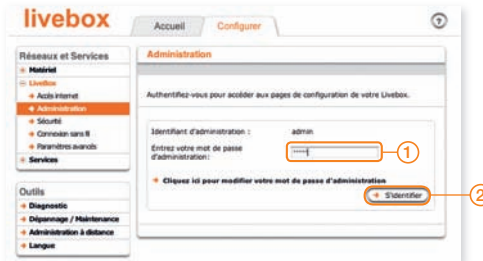 livebox
Accueil
Configurer
?
Réseaux et Services
Matériel
LiveBox
Accès internet
Administration
Sécurité
Connexion sans fil
Paramètres avancés
Services
Outils
Diagnostic
Dépannage / Maintenance
Administration à distance
Langue
Administration
Authentifiez-vous pour accéder aux pages de configuration de votre Livebox.
Identifiant d'administration : admin
Entrez votre mot de passe
d'administration:
1
Cliquez ici pour modifier votre mot de passe d'administration
S'identifier
2